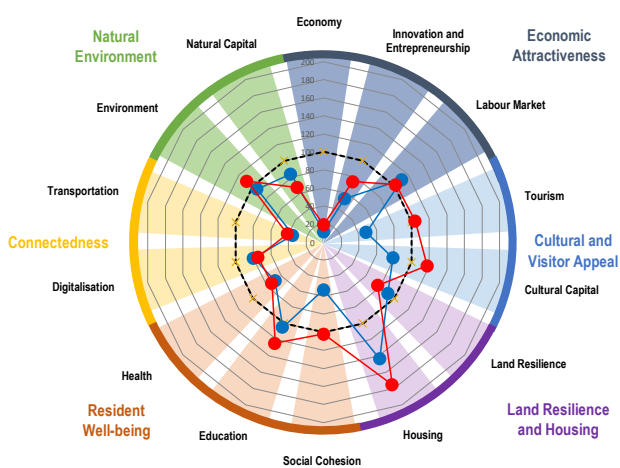 Economy
Natural
Environment
Natural Capital
Innovation and
Entrepreneurship
Economic
Attractiveness
Environment
Labour Market
200
180
160
140
120
100
80
60
40
20
0
Transportation
Tourism
Connectedness
Cultural and
Visitor Appeal
Digitalisation
Cultural Capital
Health
Land Resilience
Resident
Well-being
Education
Housing
Land Resilience
and Housing
Social Cohesion